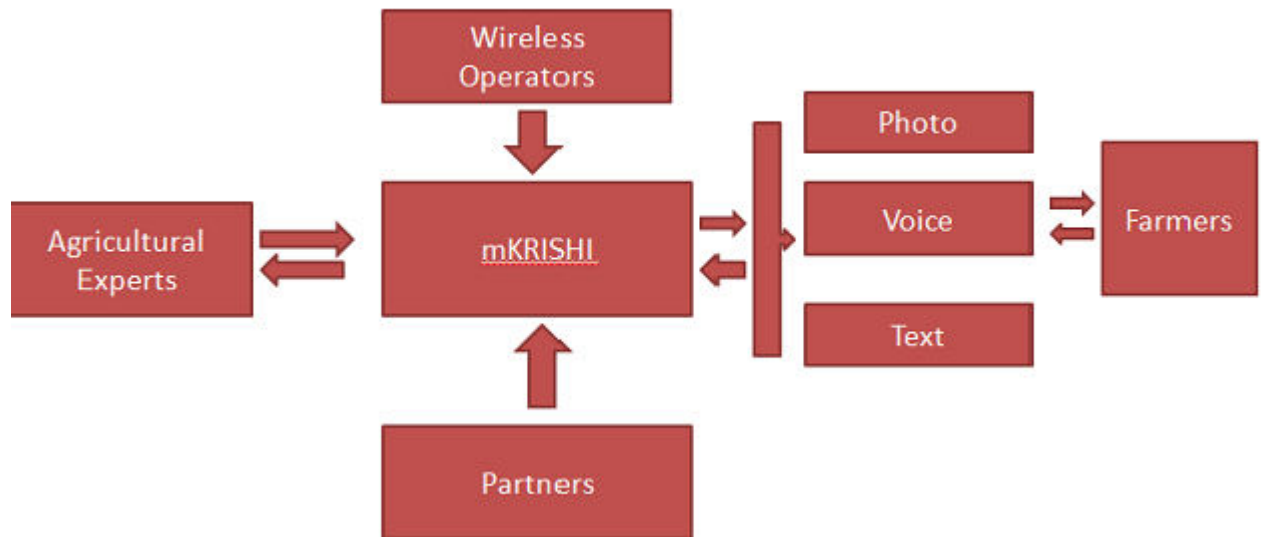 Wireless
Operators
Photo
Agricultural
Experts
mKRISHI
Voice
Farmers
Text
Partners